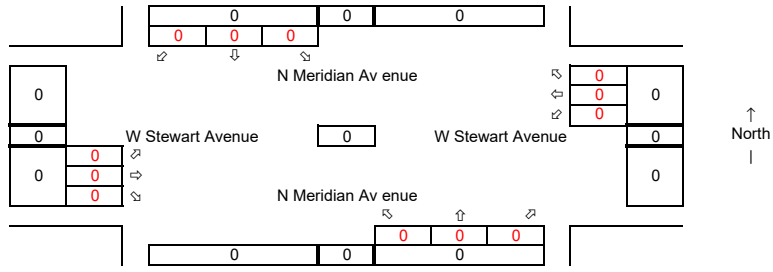 0 0 0
0 0 0
⬃ ⇩ ⬂
N Meridian Av enue
⬁ 0
0 ⇦ 0 0
⬃ 0
↑
0 W Stewart Avenue 0 W Stewart Avenue 0 North
|
0 ⬀
0 0 ⇨ 0
0 ⬂
N Meridian Av enue
⬁ ⇧ ⬀
0 0 0
0 0 0